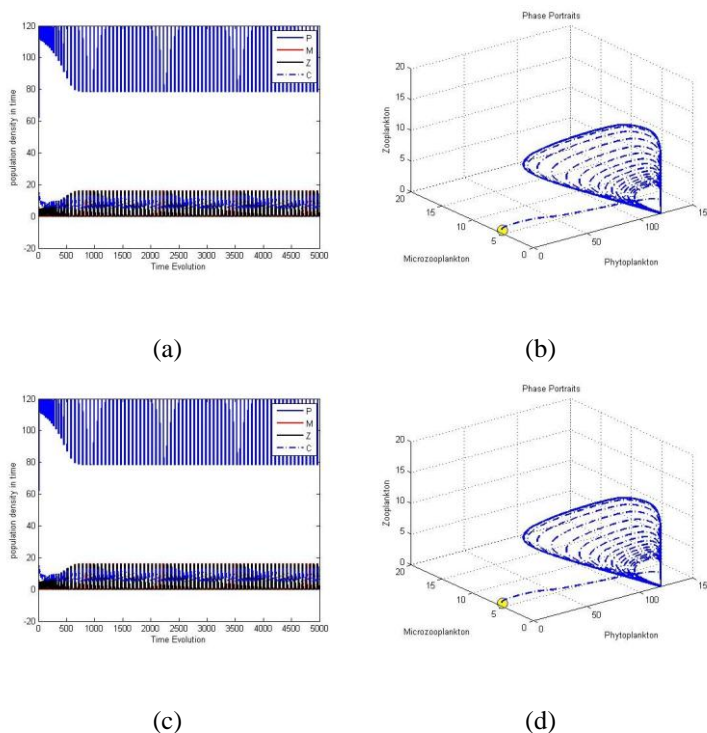 120
100
80
60
40
20
0
-20
population density in time
P
M
Z
C
0 500 1000 1500 2000 2500 3000 3500 4000 4500 5000
Time Evolution
(a)
Phase Portraits
20
15
10
5
0
Zooplankton
20
15
10
5
0
Microzooplankton
0
50
100
15
Phytoplankton
(b)
120
100
80
60
40
20
0
-20
population density in time
P
M
Z
C
0 500 1000 1500 2000 2500 3000 3500 4000 4500 5000
Time Evolution
(c)
Phase Portraits
20
15
10
5
0
Zooplankton
20
15
10
5
0
Microzooplankton
0
50
100
15
Phytoplankton
(d)